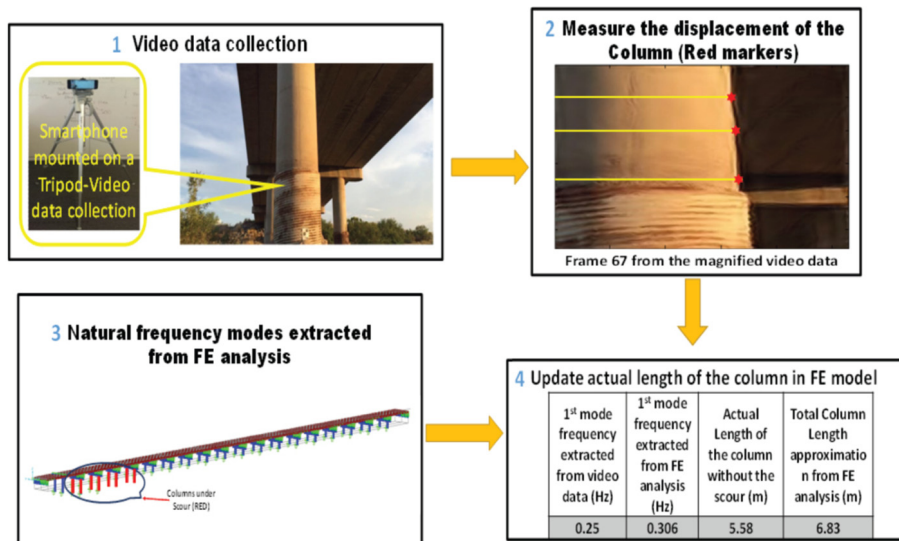 1 Video data collection
Smartphone
mounted on a
Tripod-Video
data collection
2 Measure the displacement of the
Column (Red markers)
Frame 67 from the magnified video data
3 Natural frequency modes extracted
from FE analysis
Columns under
Scour (RED)
4 Update actual length of the column in FE model
1st mode
frequency
extracted
from video
data (Hz)
1st mode
frequency
extracted
from FE
analysis
(Hz)
Actual
Length of
the column
without the
scour (m)
Total Column
Length
approximatio
n from FE
analysis (m)
0.25
0.306
5.58
6.83